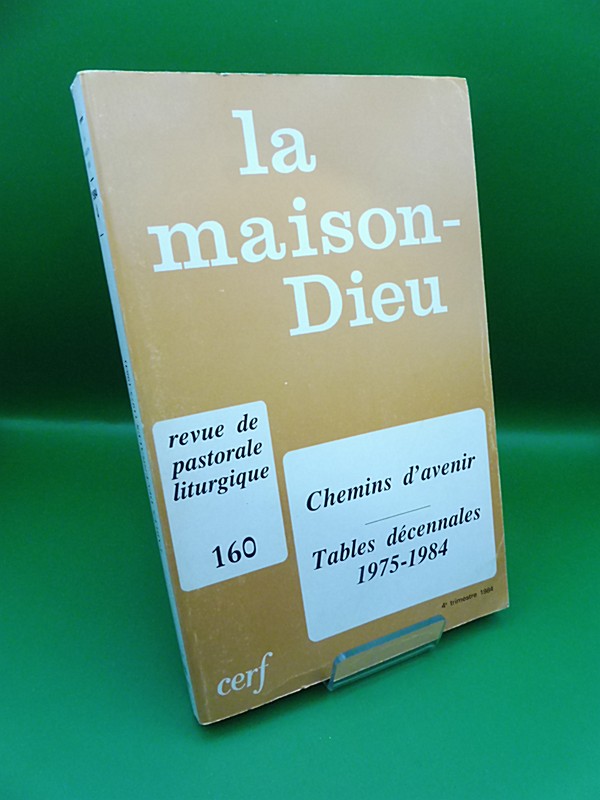 la
maison-
Dieu
revue de
pastorale
liturgique
160
Chemins d'avenir
Tables décennales
1975-1984
4e trimestre 1984
cerf